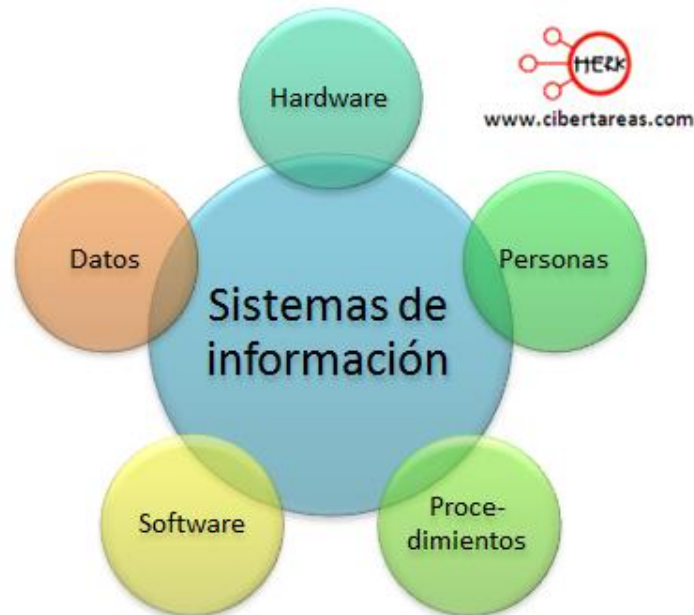 Hardware
HERK
www.cibertareas.com
Datos
Personas
Sistemas de
información
Software
Proce-
dimientos